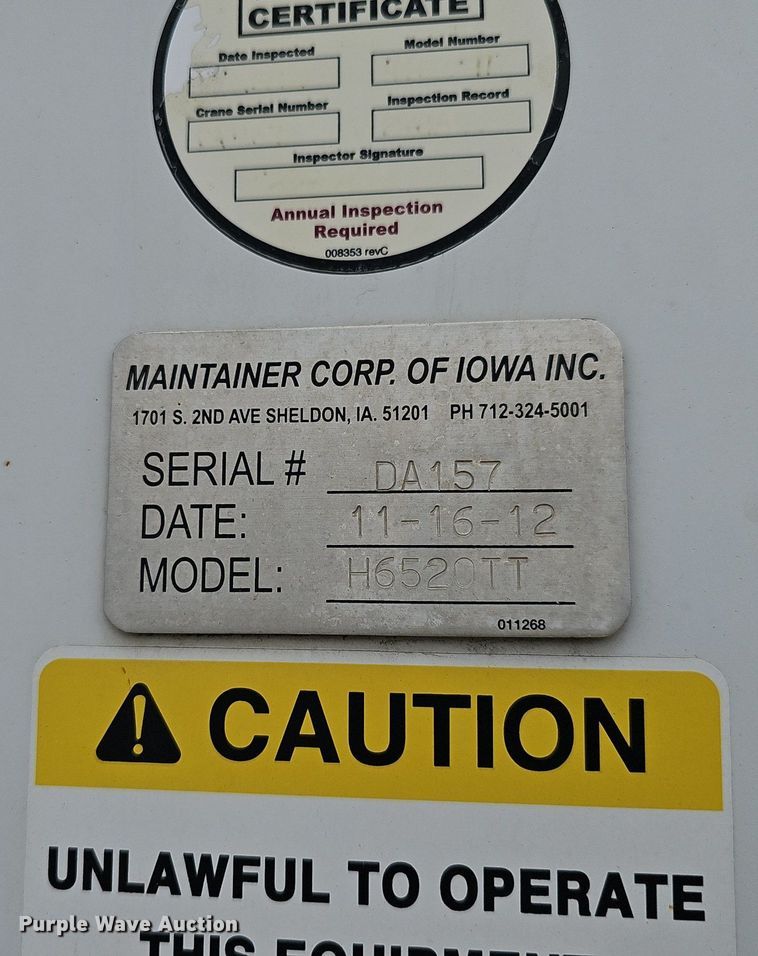 CERTIFICATE
Date Inspected Model Number
Crane Serial Number Inspection Record
Inspector Signature
Annual Inspection
Required
008353 revC
MAINTAINER CORP. OF IOWA INC.
1701 S. 2ND AVE SHELDON, IA. 51201 PH 712-324-5001
SERIAL # DA157
DATE: 11-16-12
MODEL: H6520TT
011268
CAUTION
UNLAWFUL TO OPERATE
THIS EQUIPMENT
Purple Wave Auction